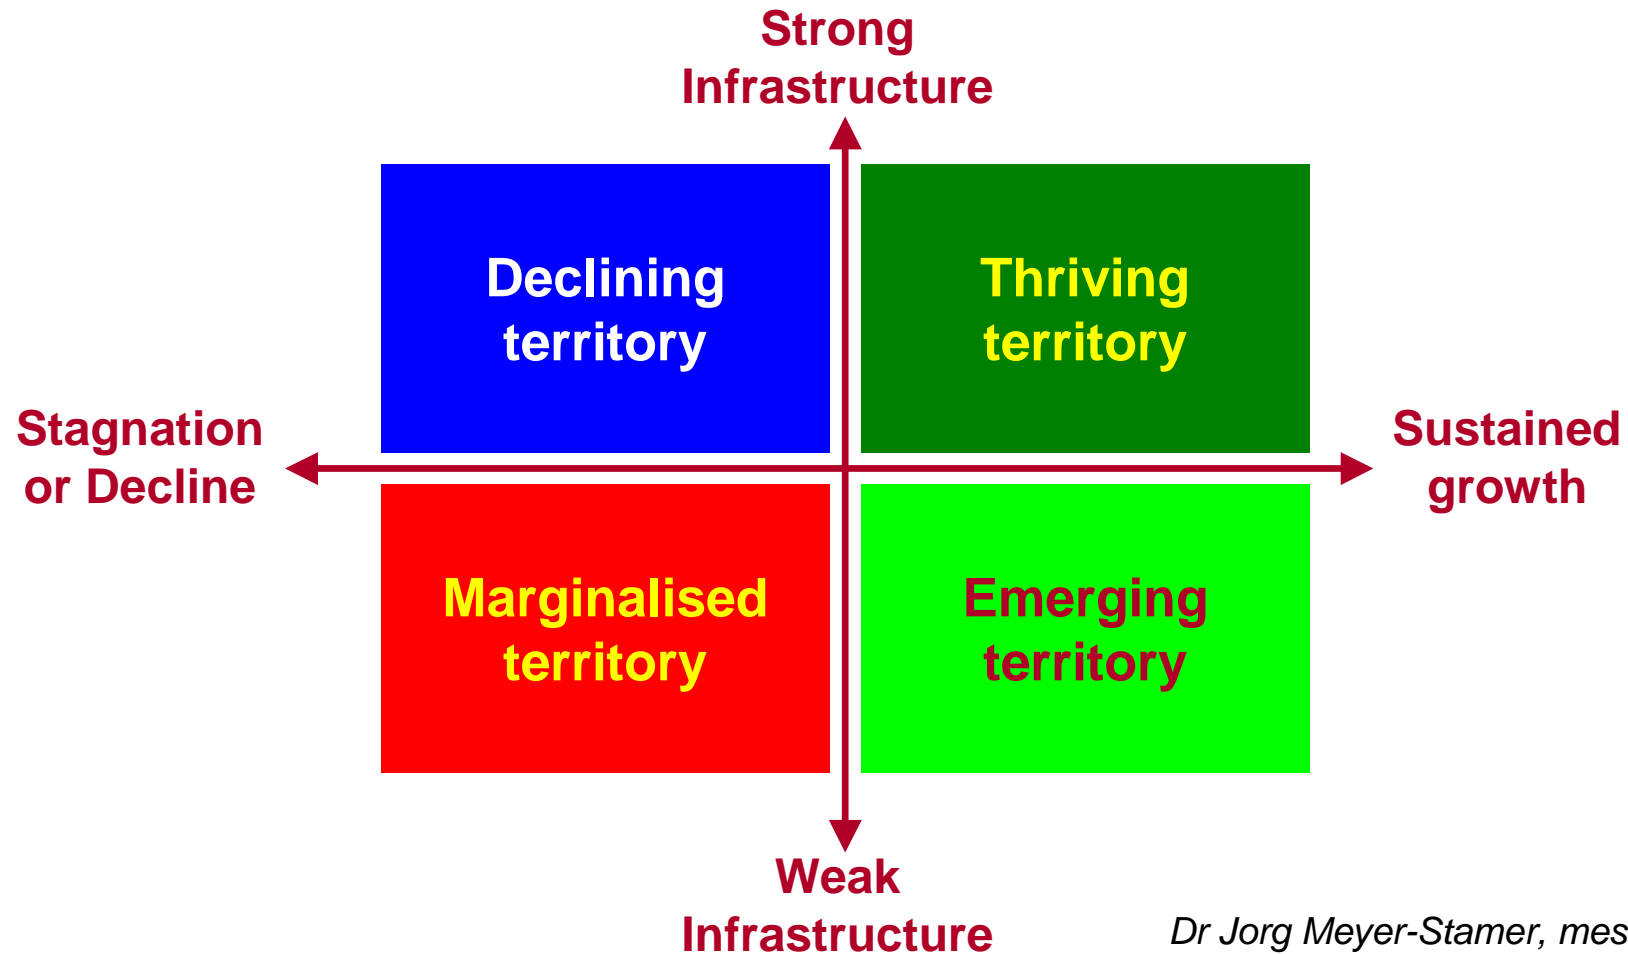 Strong
Infrastructure
Declining
territory
Thriving
territory
Stagnation
or Decline
Sustained
growth
Marginalised
territory
Emerging
territory
Weak
Infrastructure
Dr Jorg Meyer-Stamer, mes